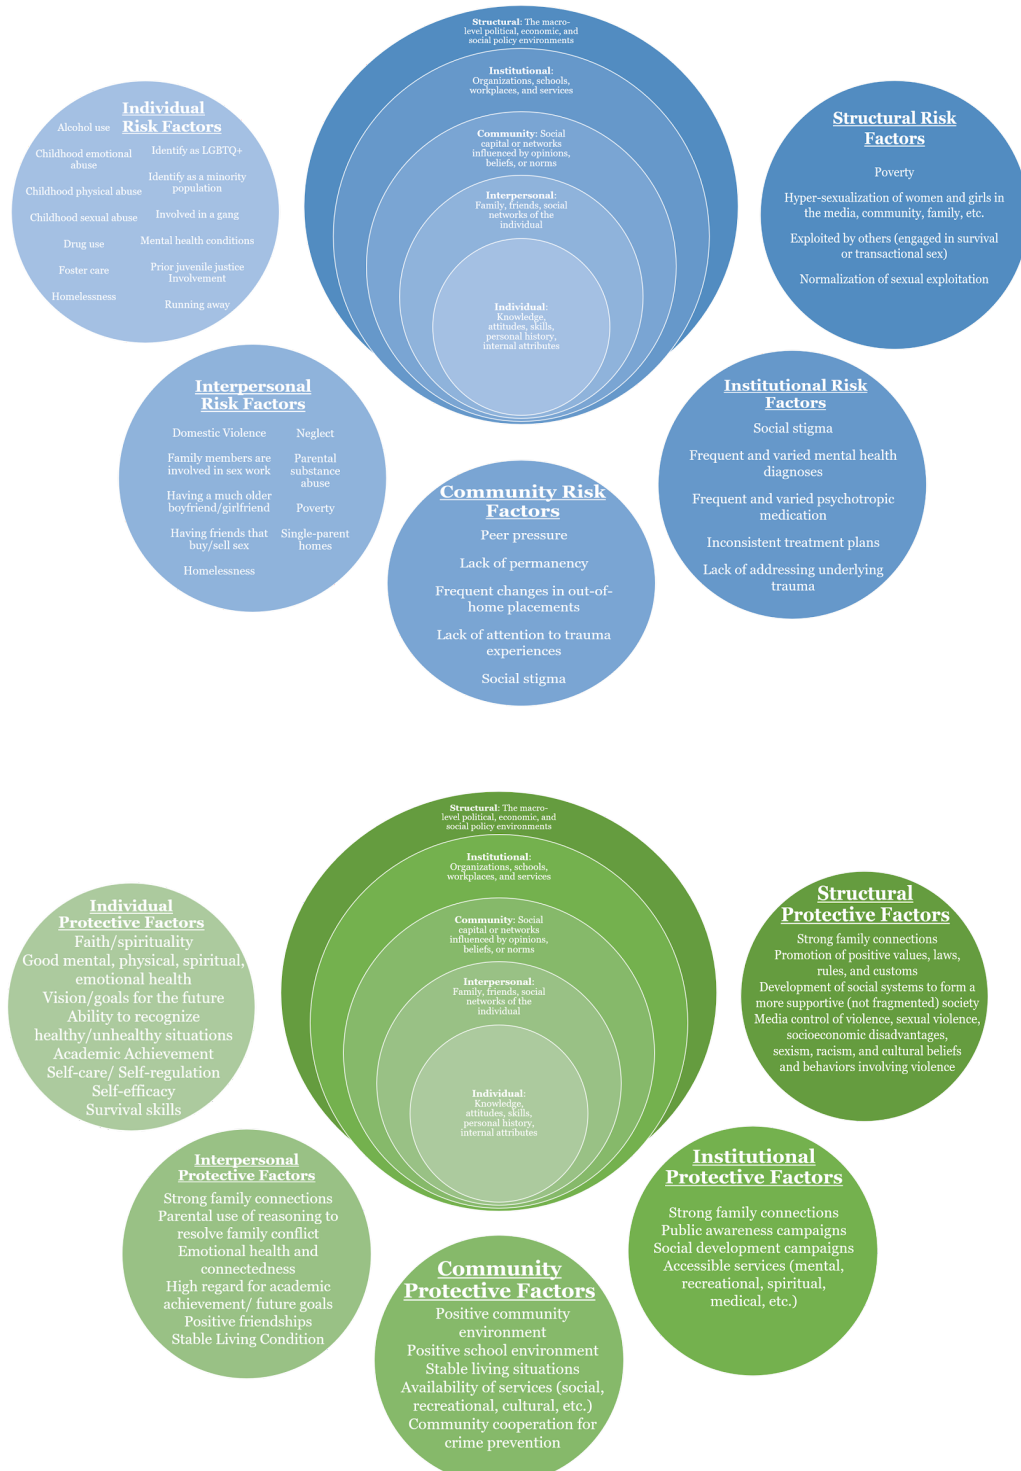 Structural: The macro-
level political, economic, and
social policy environments
Institutional:
Organizations, schools,
workplaces, and services
Community: Social
capital or networks
influenced by opinions,
beliefs, or norms
Interpersonal:
Family, friends, social
networks of the
individual
Individual:
Knowledge,
attitudes, skills,
personal history,
internal attributes
Individual
Risk Factors
Alcohol use
Childhood emotional
abuse
Childhood physical abuse
Childhood sexual abuse
Drug use
Foster care
Homelessness
Identify as LGBTQ+
Identify as a minority
population
Involved in a gang
Mental health conditions
Prior juvenile justice
Involvement
Running away
Interpersonal
Risk Factors
Domestic Violence
Family members are
involved in sex work
Having a much older
boyfriend/girlfriend
Having friends that
buy/sell sex
Homelessness
Neglect
Parental
substance
abuse
Poverty
Single-parent
homes
Community Risk
Factors
Peer pressure
Lack of permanency
Frequent changes in out-of-
home placements
Lack of attention to trauma
experiences
Social stigma
Institutional Risk
Factors
Social stigma
Frequent and varied mental health
diagnoses
Frequent and varied psychotropic
medication
Inconsistent treatment plans
Lack of addressing underlying
trauma
Structural Risk
Factors
Poverty
Hyper-sexualization of women and girls in
the media, community, family, etc.
Exploited by others (engaged in survival
or transactional sex)
Normalization of sexual exploitation
Structural: The macro-
level political, economic, and
social policy environments
Institutional:
Organizations, schools,
workplaces, and services
Community: Social
capital or networks
influenced by opinions,
beliefs, or norms
Interpersonal:
Family, friends, social
networks of the
individual
Individual:
Knowledge,
attitudes, skills,
personal history,
internal attributes
Individual
Protective Factors
Faith/spirituality
Good mental, physical, spiritual,
emotional health
Vision/goals for the future
Ability to recognize
healthy/unhealthy situations
Academic Achievement
Self-care/ Self-regulation
Self-efficacy
Survival skills
Interpersonal
Protective Factors
Strong family connections
Parental use of reasoning to
resolve family conflict
Emotional health and
connectedness
High regard for academic
achievement/ future goals
Positive friendships
Stable Living Condition
Community
Protective Factors
Positive community
environment
Positive school environment
Stable living situations
Availability of services (social,
recreational, cultural, etc.)
Community cooperation for
crime prevention
Institutional
Protective Factors
Strong family connections
Public awareness campaigns
Social development campaigns
Accessible services (mental,
recreational, spiritual,
medical, etc.)
Structural
Protective Factors
Strong family connections
Promotion of positive values, laws,
rules, and customs
Development of social systems to form a
more supportive (not fragmented) society
Media control of violence, sexual violence,
socioeconomic disadvantages,
sexism, racism, and cultural beliefs
and behaviors involving violence